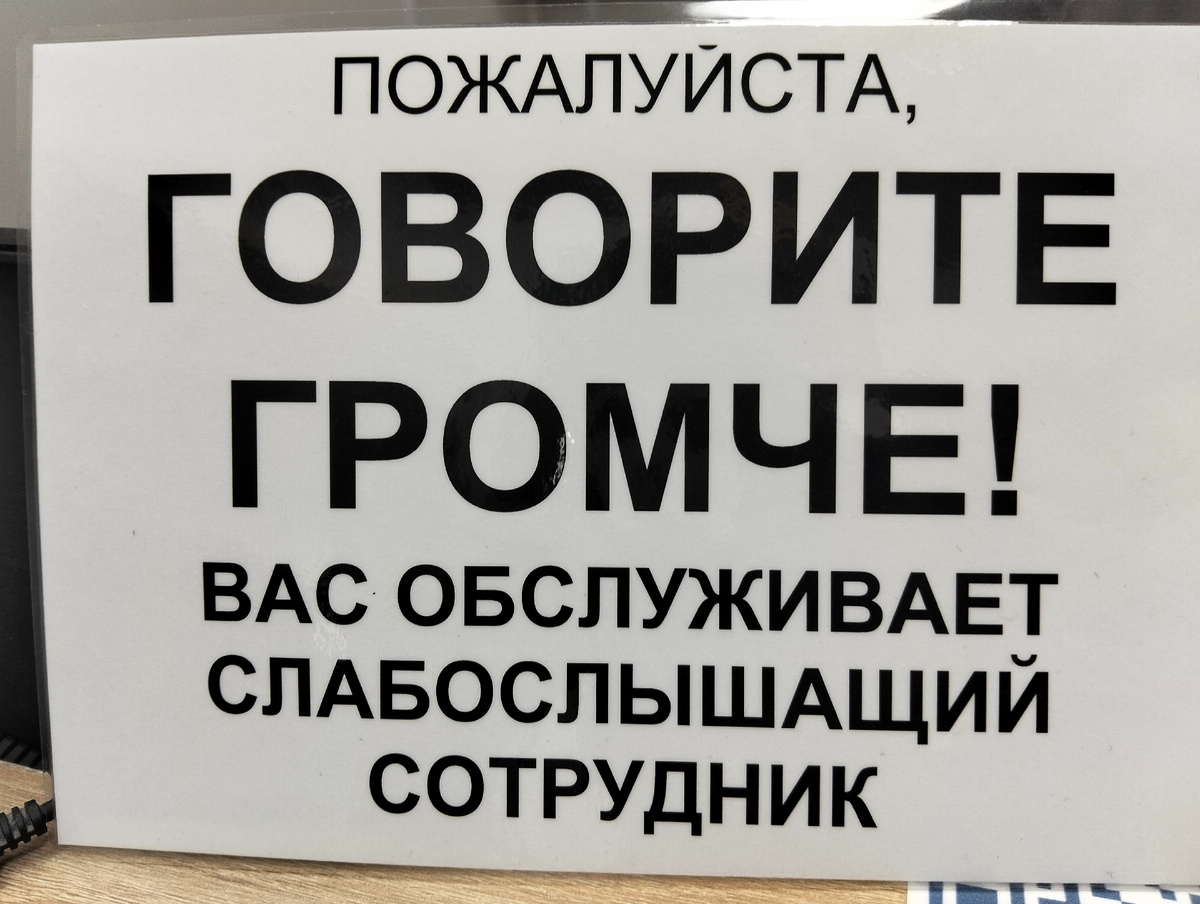 ПОЖАЛУЙСТА,
ГОВОРИТЕ
ГРОМЧЕ!
ВАС ОБСЛУЖИВАЕТ
СЛАБОСЛЫШАЩИЙ
СОТРУДНИК